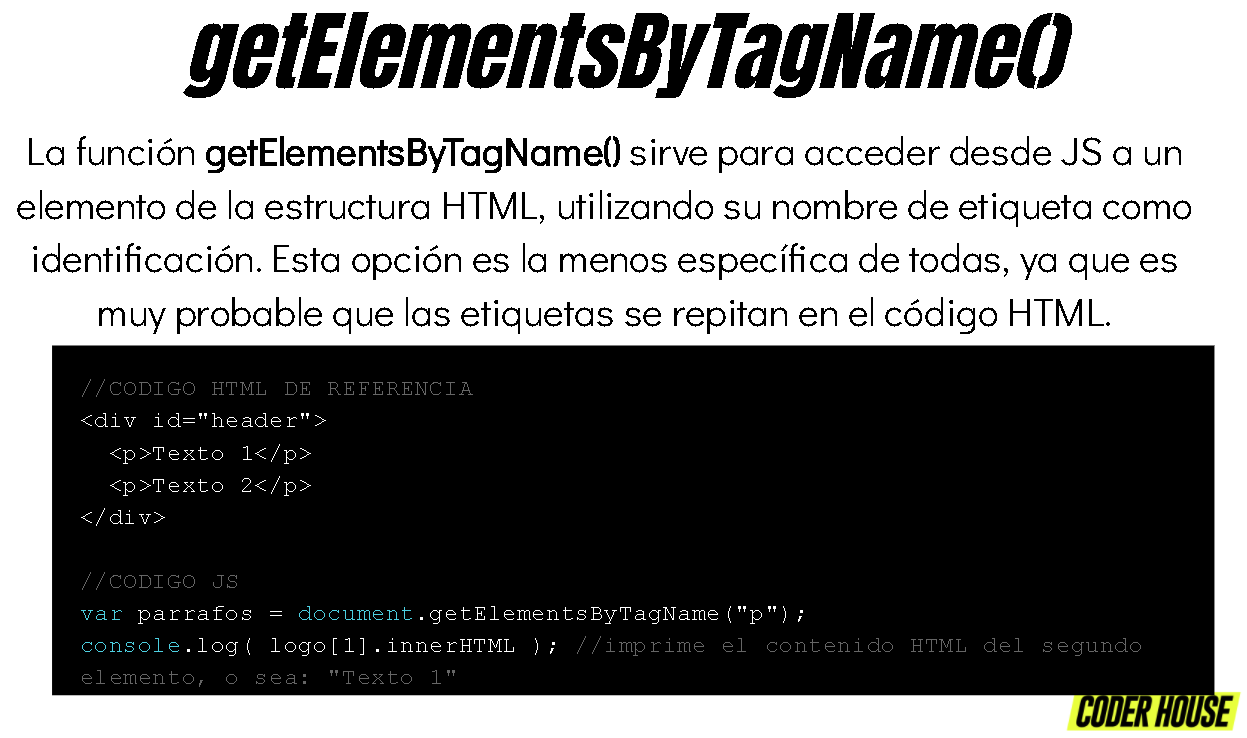 getElementsByTagName()
La función getElementsByTagName() sirve para acceder desde JS a un
elemento de la estructura HTML, utilizando su nombre de etiqueta como
identificación. Esta opción es la menos específica de todas, ya que es
muy probable que las etiquetas se repitan en el código HTML.
//CODIGO HTML DE REFERENCIA
<div id="header">
  <p>Texto 1</p>
  <p>Texto 2</p>
</div>
//CODIGO JS
var parrafos = document.getElementsByTagName("p");
console.log( logo[1].innerHTML ); //imprime el contenido HTML del segundo
elemento, o sea: "Texto 1"
CODER HOUSE